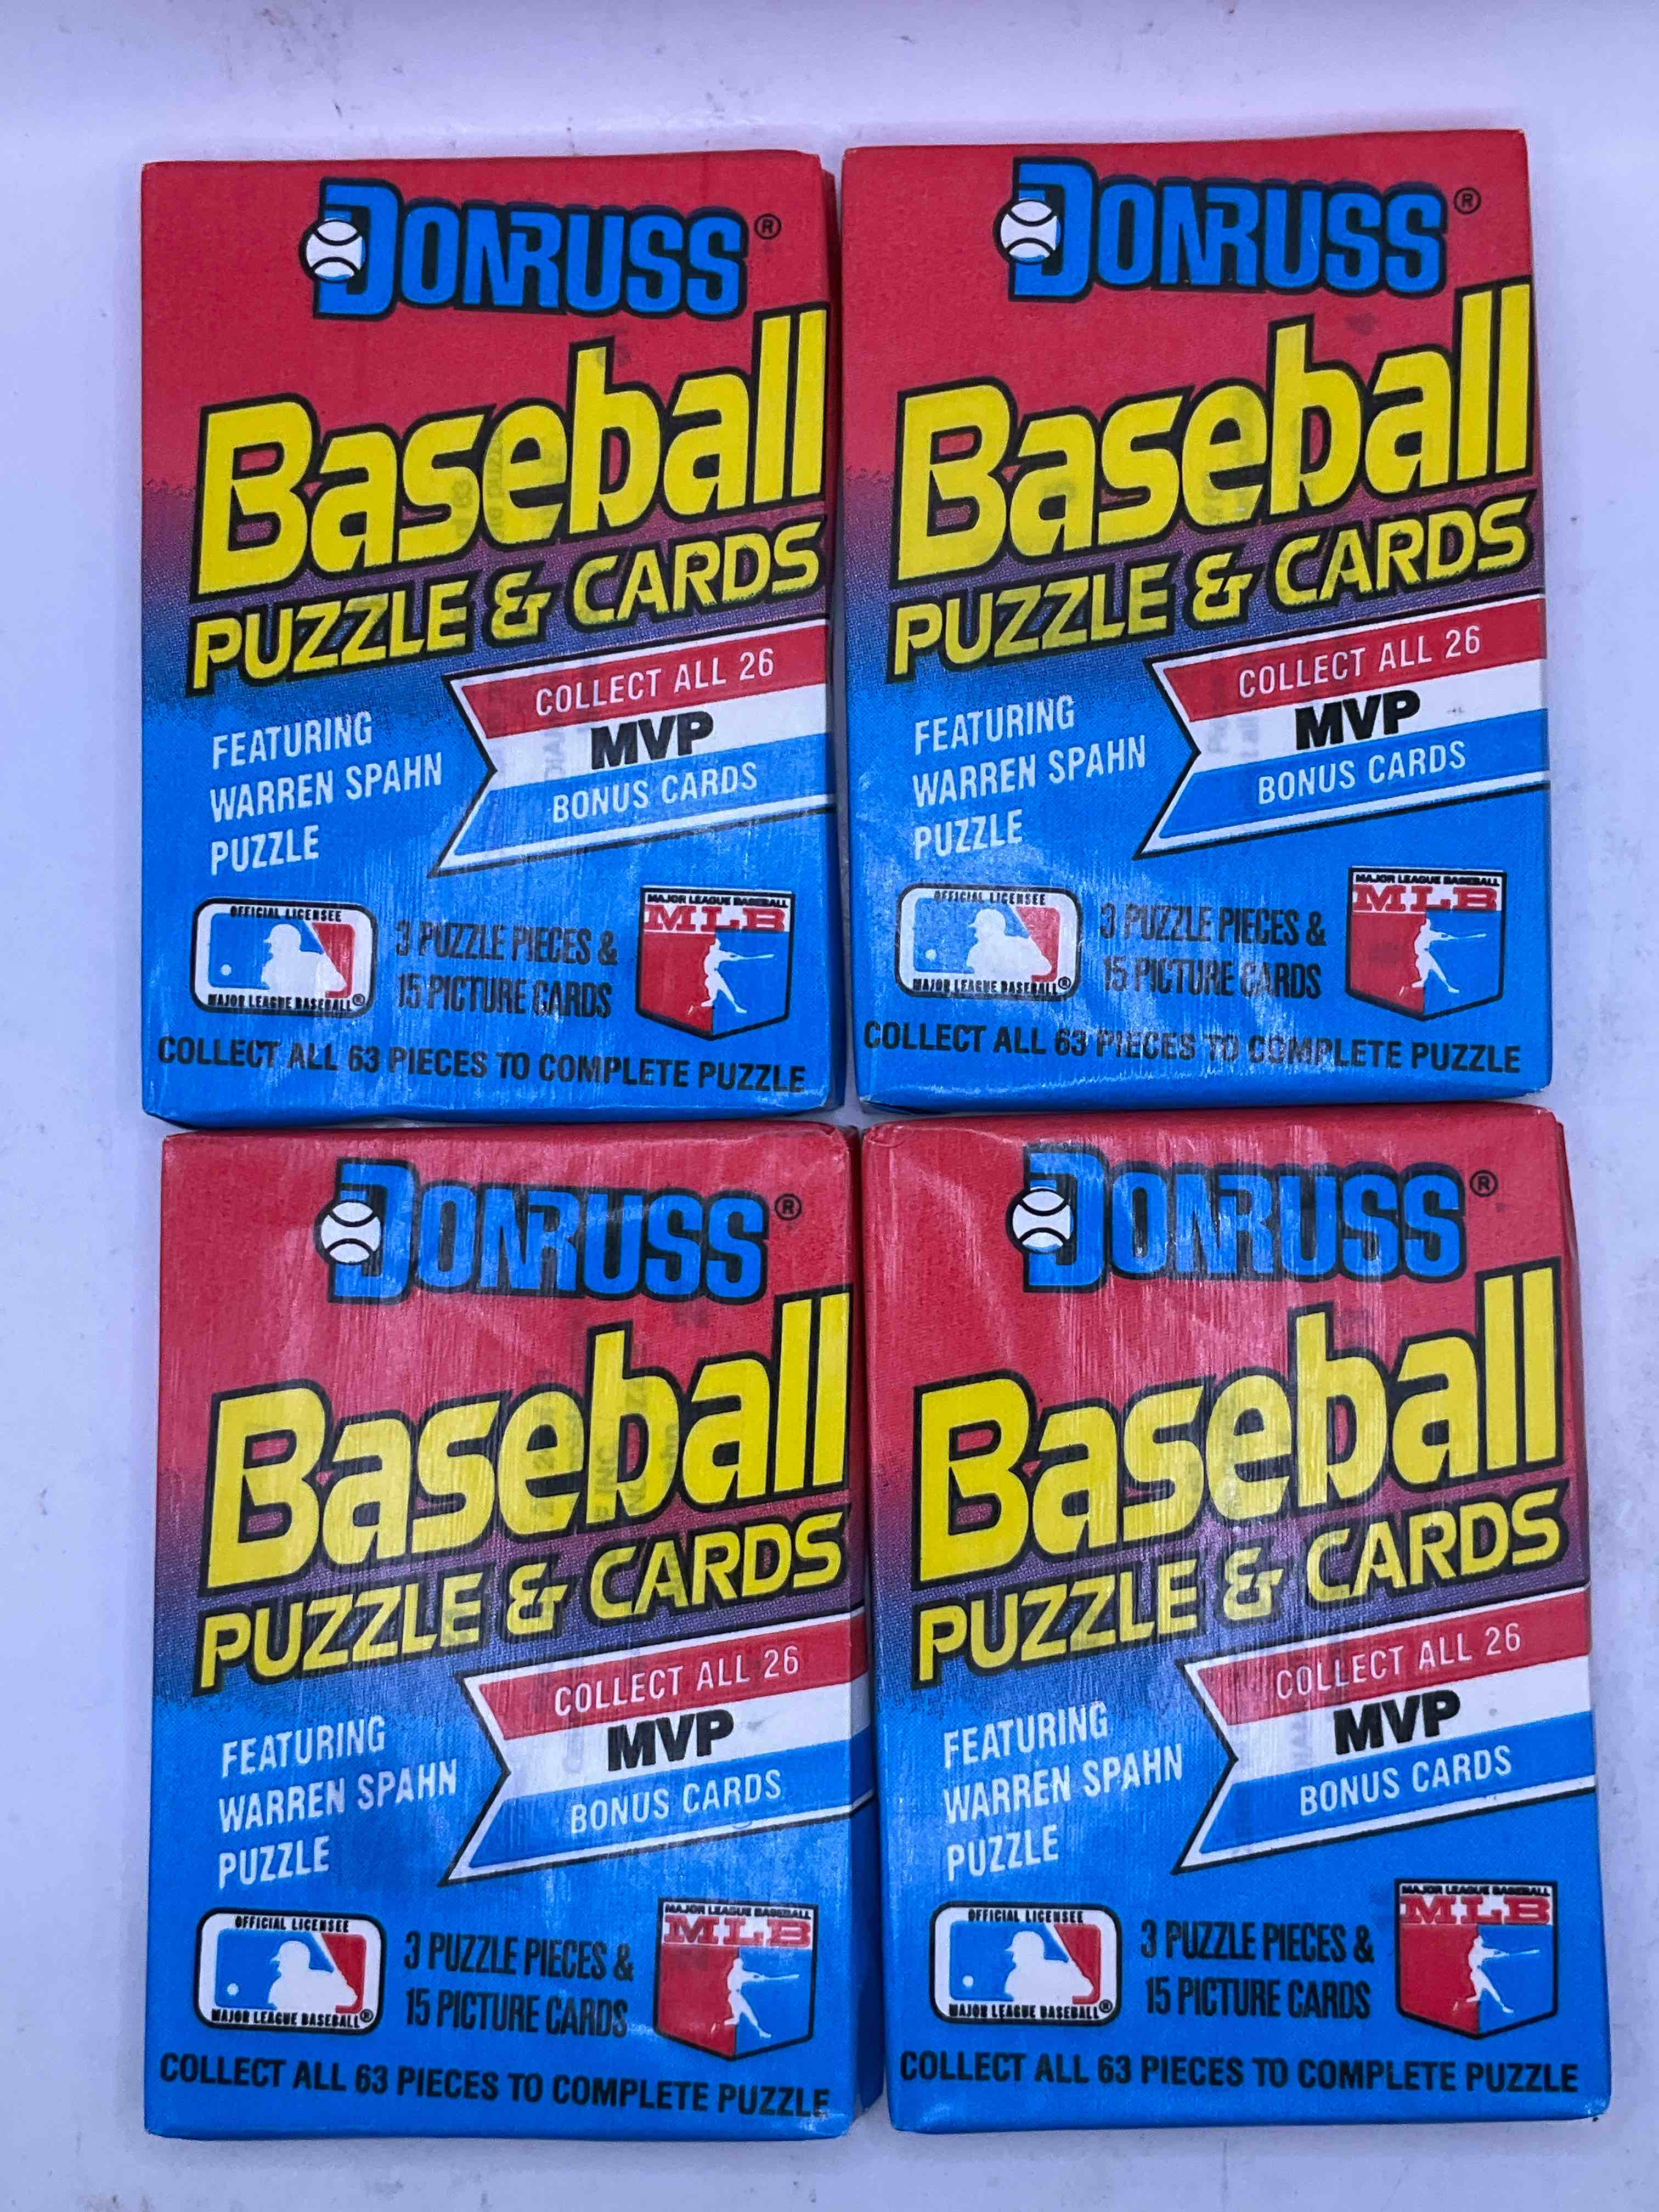 DONRUSS®
Baseball
PUZZLE & CARDS
COLLECT ALL 26
MVP
BONUS CARDS
FEATURING
WARREN SPAHN
PUZZLE
OFFICIAL LICENSEE
MAJOR LEAGUE BASEBALL®
3 PUZZLE PIECES &
15 PICTURE CARDS
MAJOR LEAGUE BASEBALL
MLB
COLLECT ALL 63 PIECES TO COMPLETE PUZZLE
DONRUSS®
Baseball
PUZZLE & CARDS
COLLECT ALL 26
MVP
BONUS CARDS
FEATURING
WARREN SPAHN
PUZZLE
OFFICIAL LICENSEE
MAJOR LEAGUE BASEBALL®
3 PUZZLE PIECES &
15 PICTURE CARDS
MAJOR LEAGUE BASEBALL
MLB
COLLECT ALL 63 PIECES TO COMPLETE PUZZLE
DONRUSS®
Baseball
PUZZLE & CARDS
COLLECT ALL 26
MVP
BONUS CARDS
FEATURING
WARREN SPAHN
PUZZLE
OFFICIAL LICENSEE
MAJOR LEAGUE BASEBALL®
3 PUZZLE PIECES &
15 PICTURE CARDS
MAJOR LEAGUE BASEBALL
MLB
COLLECT ALL 63 PIECES TO COMPLETE PUZZLE
DONRUSS®
Baseball
PUZZLE & CARDS
COLLECT ALL 26
MVP
BONUS CARDS
FEATURING
WARREN SPAHN
PUZZLE
OFFICIAL LICENSEE
MAJOR LEAGUE BASEBALL®
3 PUZZLE PIECES &
15 PICTURE CARDS
MAJOR LEAGUE BASEBALL
MLB
COLLECT ALL 63 PIECES TO COMPLETE PUZZLE